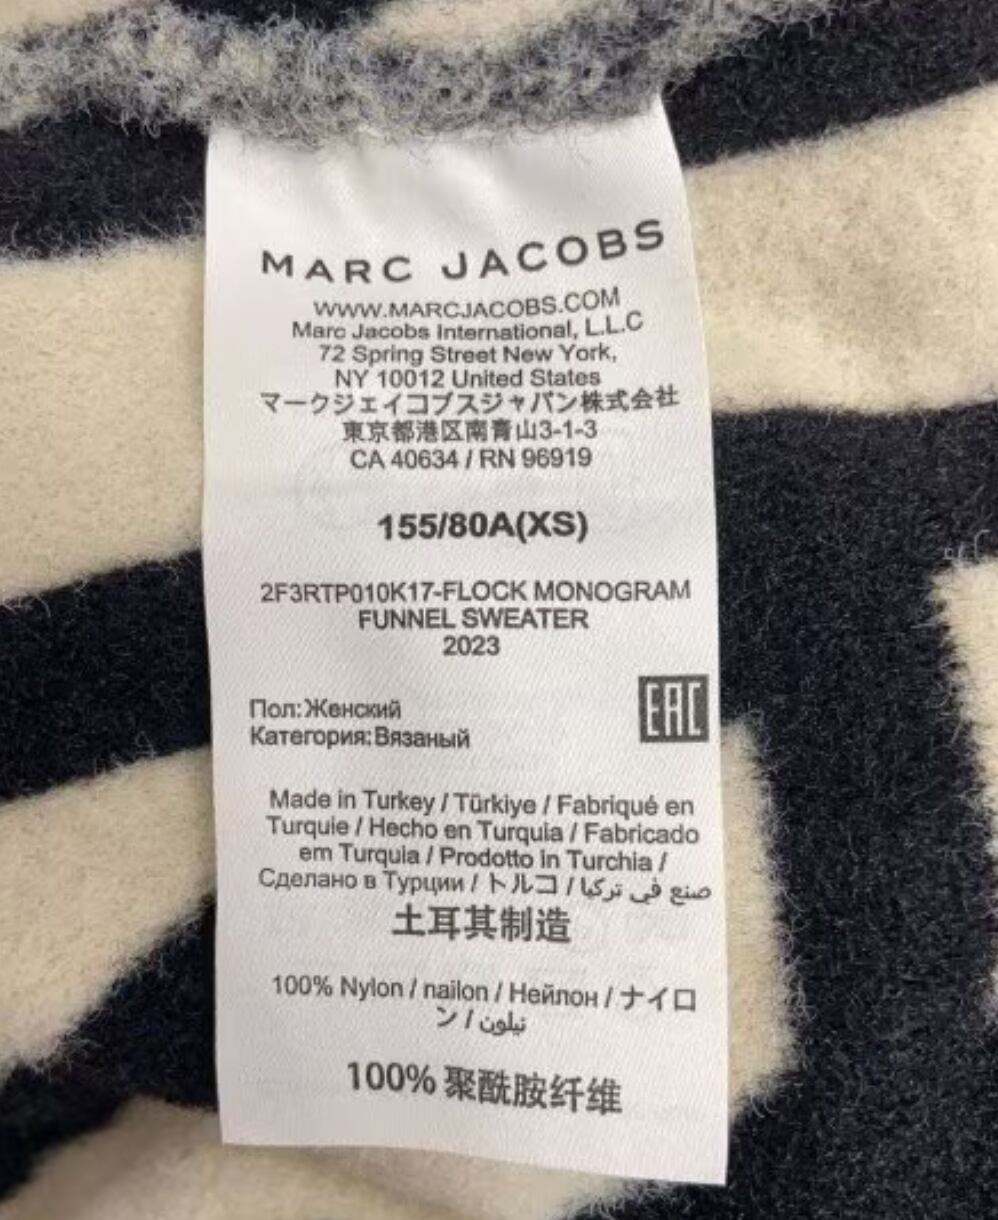 MARC JACOBS
WWW.MARCJACOBS.COM
Marc Jacobs International, L.L.C
72 Spring Street New York,
NY 10012 United States
マークジェイコブスジャパン株式会社
東京都港区南青山3-1-3
CA 40634 / RN 96919
155/80A(XS)
2F3RTP010K17-FLOCK MONOGRAM
FUNNEL SWEATER
2023
Пол: Женский
EAC
Категория: Вязаный
Made in Turkey / Türkiye / Fabriqué en
Turquie / Hecho en Turquia / Fabricado
em Turquia / Prodotto in Turchia /
Сделано в Турции / トルコ / صنع في تركيا
土耳其制造
100% Nylon / nailon / Нейлон / ナイロ
ン / نيلون
100% 聚酰胺纤维